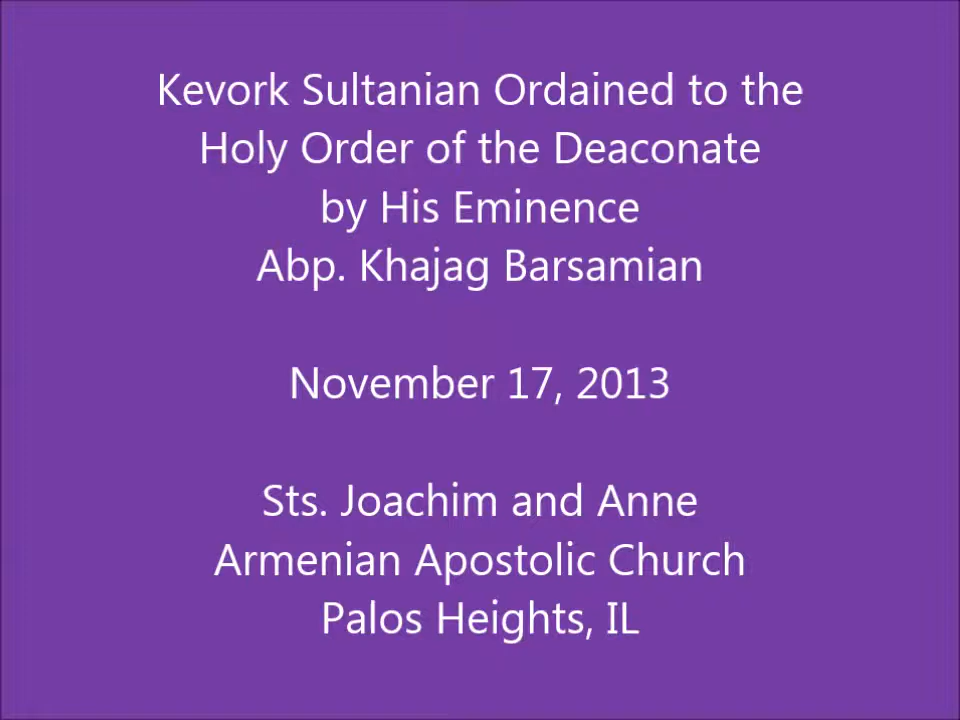 Kevork Sultanian Ordained to the
Holy Order of the Deaconate
by His Eminence
Abp. Khajag Barsamian
November 17, 2013
Sts. Joachim and Anne
Armenian Apostolic Church
Palos Heights, IL